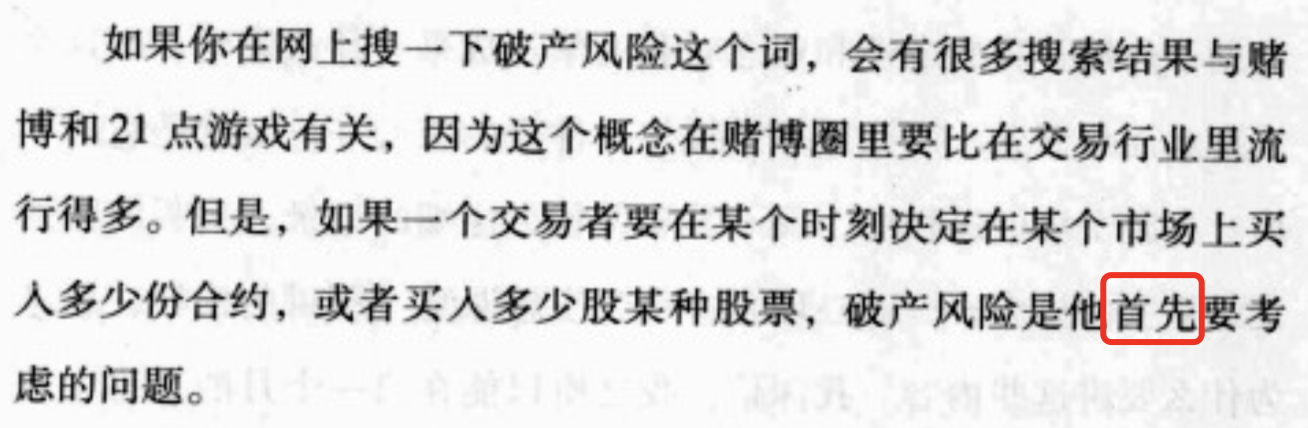 如果你在网上搜一下破产风险这个词，会有很多搜索结果与赌
博和 21 点游戏有关，因为这个概念在赌博圈里要比在交易行业里流
行得多。但是，如果一个交易者要在某个时刻决定在某个市场上买
入多少份合约，或者买入多少股某种股票，破产风险是他首先要考
虑的问题。